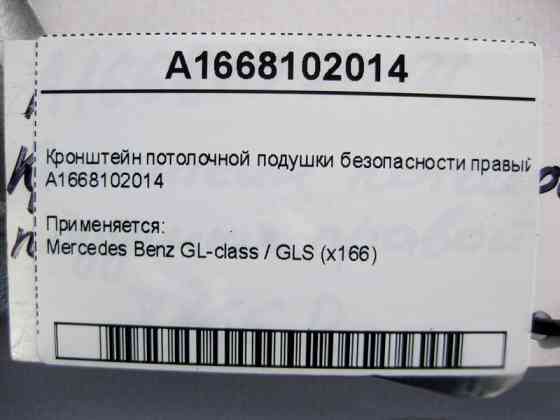 A1668102014
Кронштейн потолочной подушки безопасности правый
A1668102014
Применяется:
Mercedes Benz GL-class / GLS (x166)